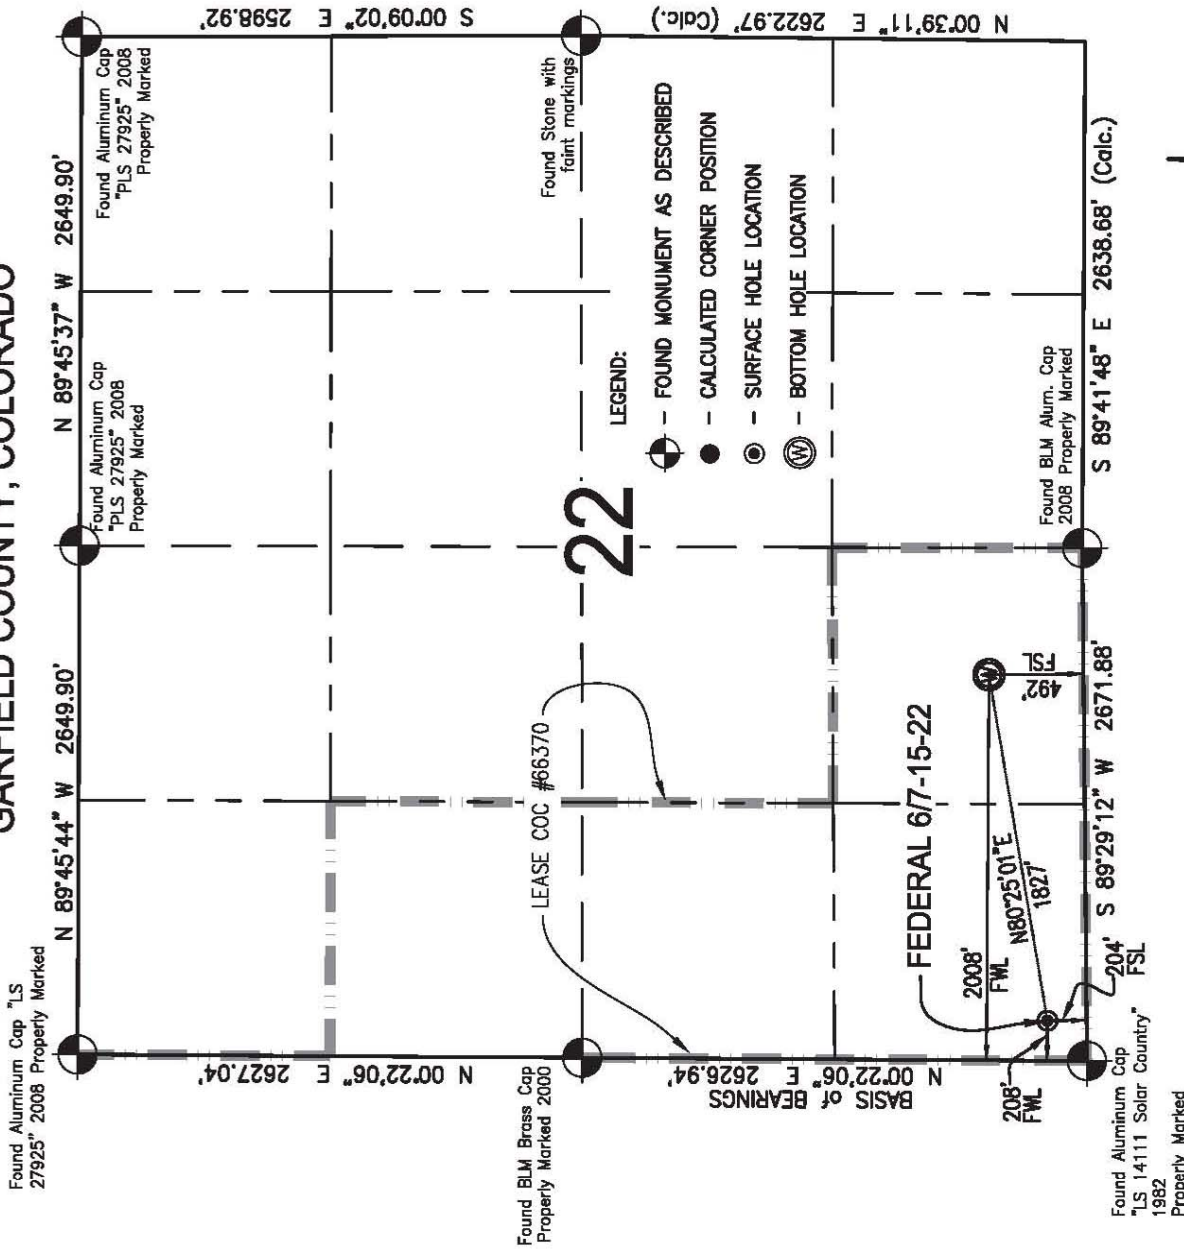 GARFIELD COUNTY, COLORADO
Found Aluminum Cap "LS
27925" 2008 Properly Marked
N 89°45'44" W 2649.90'
N 89°45'37" W 2649.90'
Found Aluminum Cap
"PLS 27925" 2008
Properly Marked
Found Aluminum Cap
"PLS 27925" 2008
Properly Marked
N 00°22'06" E 2627.04'
S 00°09'02" E 2598.92'
Found BLM Brass Cap
Properly Marked 2000
LEASE COC #66370
22
Found Stone with
faint markings
LEGEND:
- FOUND MONUMENT AS DESCRIBED
- CALCULATED CORNER POSITION
- SURFACE HOLE LOCATION
W - BOTTOM HOLE LOCATION
N 00°22'06" E 2626.94'
BASIS of BEARINGS
N 00°39'11" E 2622.97' (Calc.)
FEDERAL 6/7-15-22
2008'
FWL
N80°25'01"E
1827'
W
492'
FSL
208'
FWL
204'
FSL
Found BLM Alum. Cap
2008 Properly Marked
S 89°29'12" W 2671.88'
S 89°41'48" E 2638.68' (Calc.)
Found Aluminum Cap
"LS 14111 Solar Country"
1982
Properly Marked